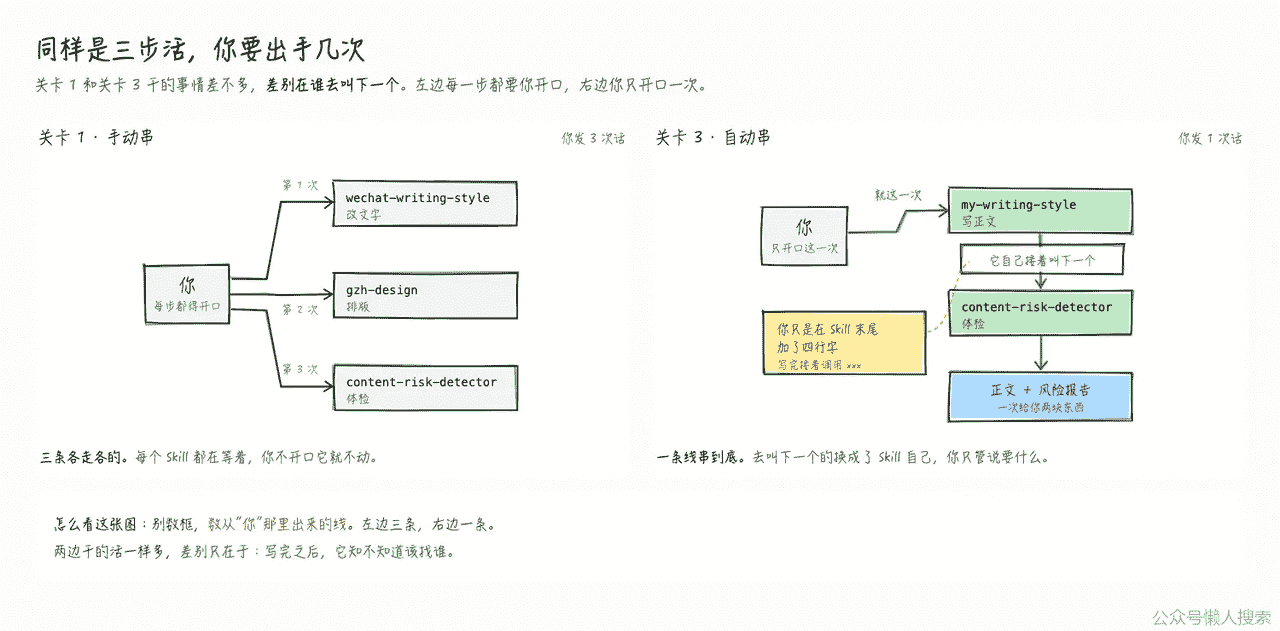 同样是三步活，你要出手几次
关卡 1 和关卡 3 干的事情差不多，差别在谁去叫下一个。左边每一步都要你开口，右边你只开口一次。
关卡 1 · 手动串
你发 3 次话
第 1 次
wechat-writing-style
改文字
你
每步都得开口
第 2 次
gzh-design
排版
第 3 次
content-risk-detector
体检
三条各走各的。每个 Skill 都在等着，你不开口它就不动。
关卡 3 · 自动串
你发 1 次话
就这一次
你
只开口这一次
my-writing-style
写正文
它自己接着叫下一个
content-risk-detector
体检
你只是在 Skill 末尾
加了四行字
写完接着调用 xxx
正文 + 风险报告
一次给你两块东西
一条线串到底。去叫下一个的换成了 Skill 自己，你只管说要什么。
怎么看这张图：别数框，数从"你"那里出来的线。左边三条，右边一条。
两边干的活一样多，差别只在于：写完之后，它知不知道该找谁。
公众号懒人搜索